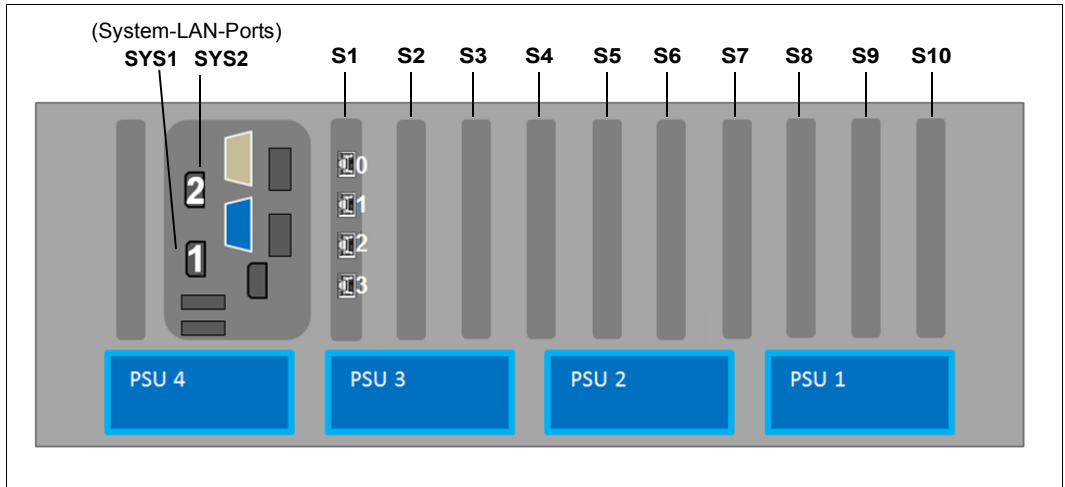 (System-LAN-Ports)
SYS1 SYS2 S1 S2 S3 S4 S5 S6 S7 S8 S9 S10
0
2
1
2
1
3
PSU 4 PSU 3 PSU 2 PSU 1